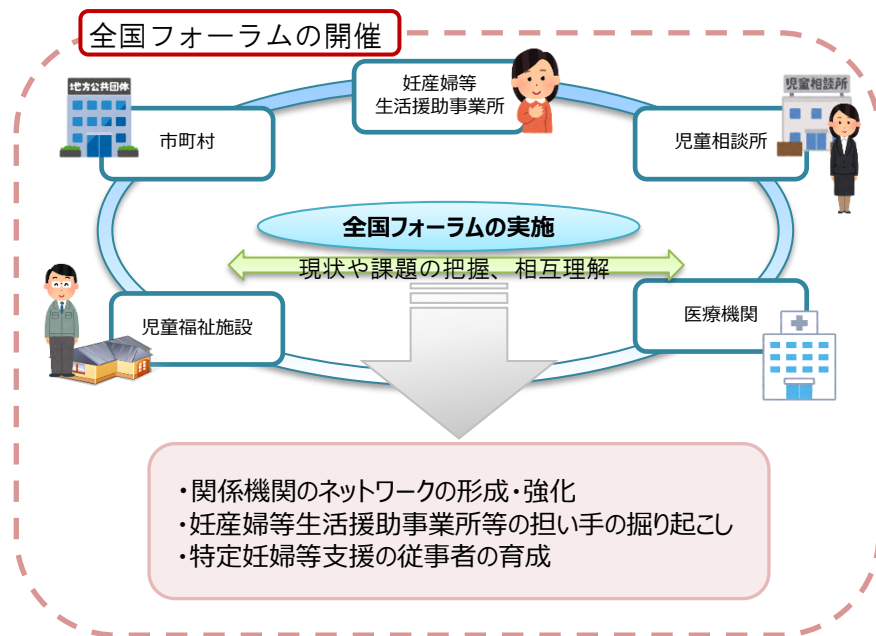 全国フォーラムの開催
地方公共団体
妊産婦等
生活援助事業所
児童相談所
市町村
児童相談所
全国フォーラムの実施
現状や課題の把握、相互理解
児童福祉施設
医療機関
・関係機関のネットワークの形成・強化
・妊産婦等生活援助事業所等の担い手の掘り起こし
・特定妊婦等支援の従事者の育成